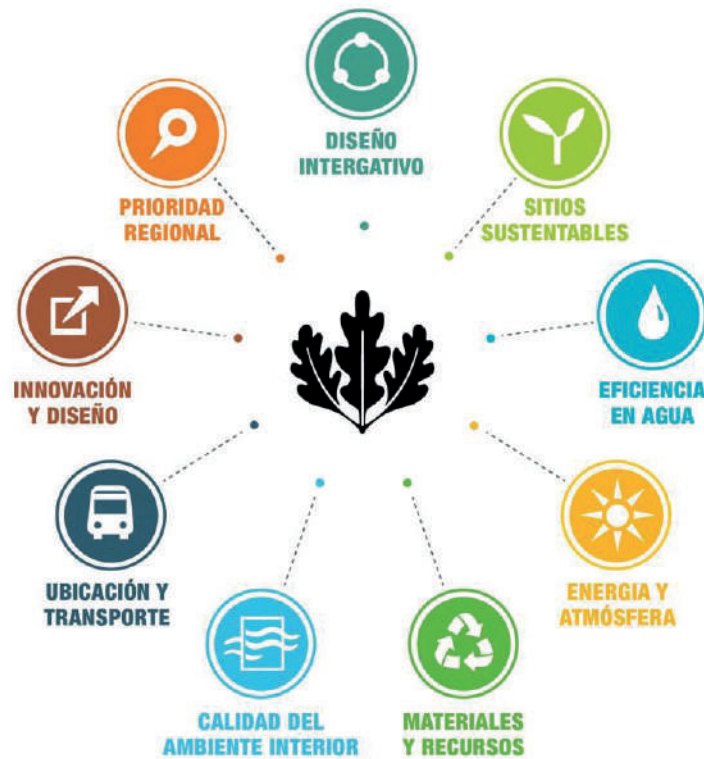 DISEÑO
INTERGATIVO
SITIOS
SUSTENTABLES
EFICIENCIA
EN AGUA
ENERGIA Y
ATMÓSFERA
MATERIALES
Y RECURSOS
CALIDAD DEL
AMBIENTE INTERIOR
UBICACIÓN Y
TRANSPORTE
INNOVACIÓN
Y DISEÑO
PRIORIDAD
REGIONAL